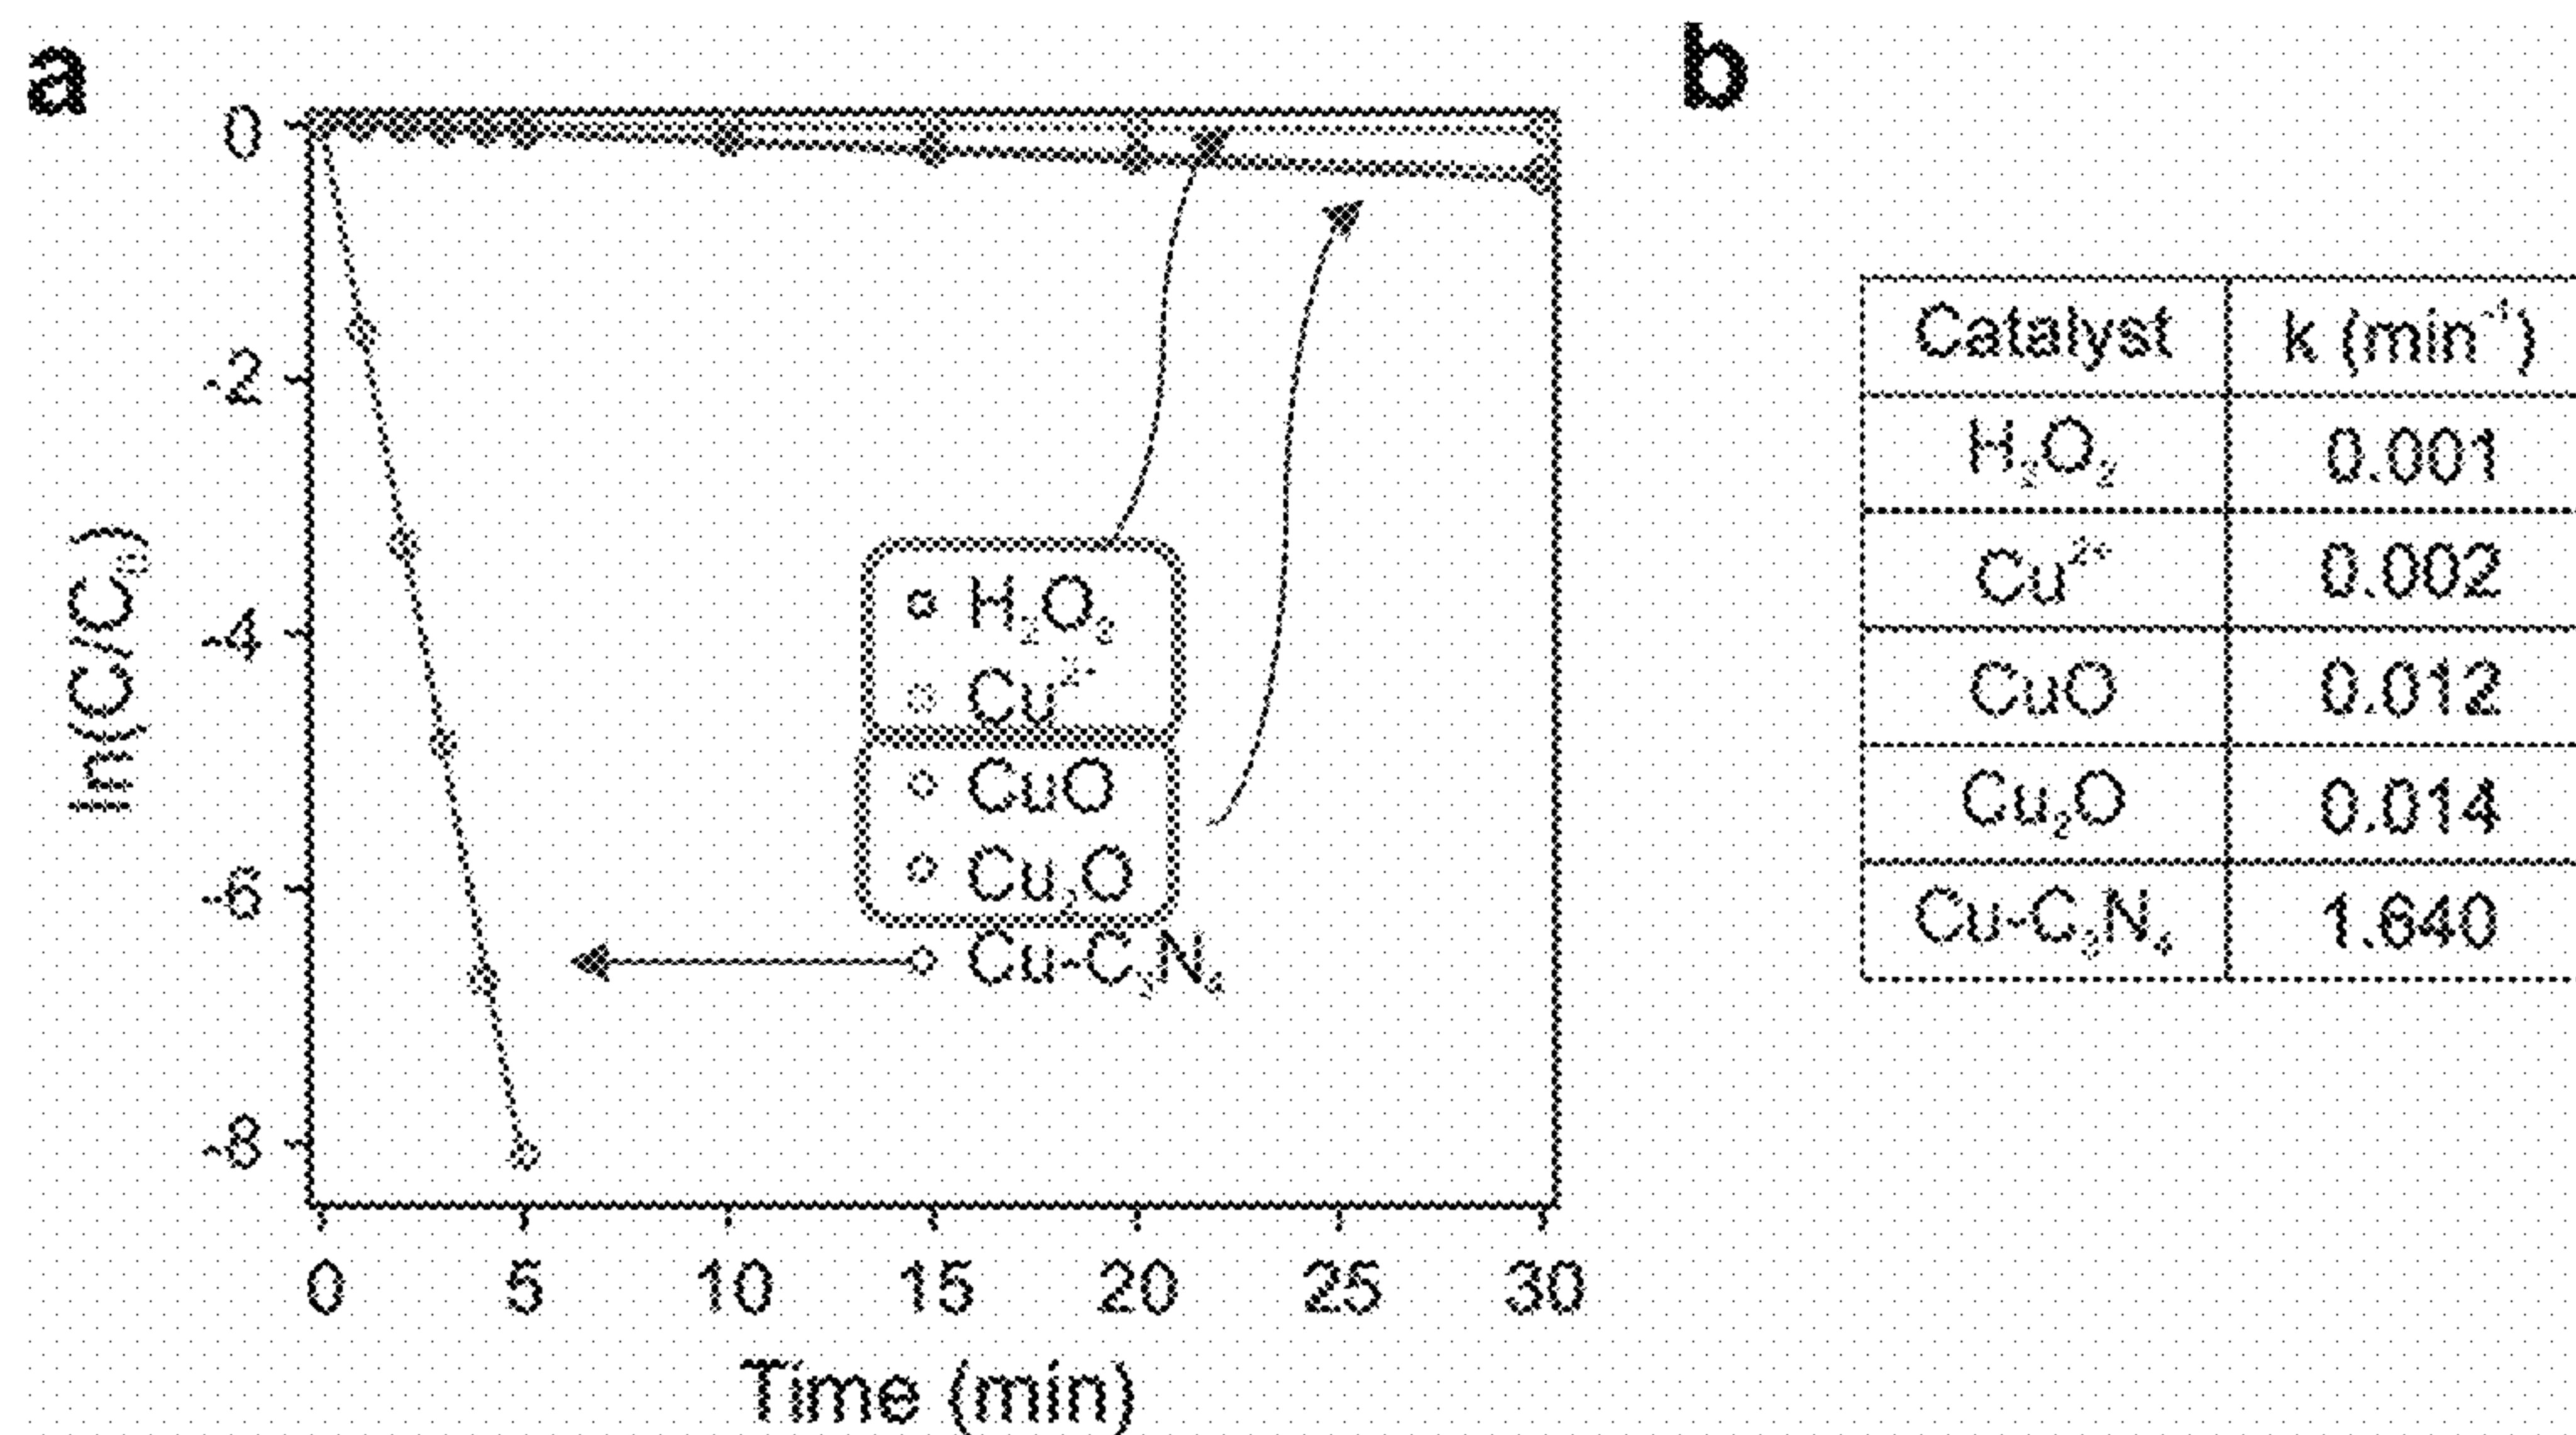 a
0
-2
-4
-6
-8
ln(C/C₀)
H₂O₂
Cu²⁺
CuO
Cu₂O
Cu-C₃N₄
0 5 10 15 20 25 30
Time (min)
b
Catalyst k (min⁻¹)
H₂O₂ 0.001
Cu²⁺ 0.002
CuO 0.012
Cu₂O 0.014
Cu-C₃N₄ 1.640